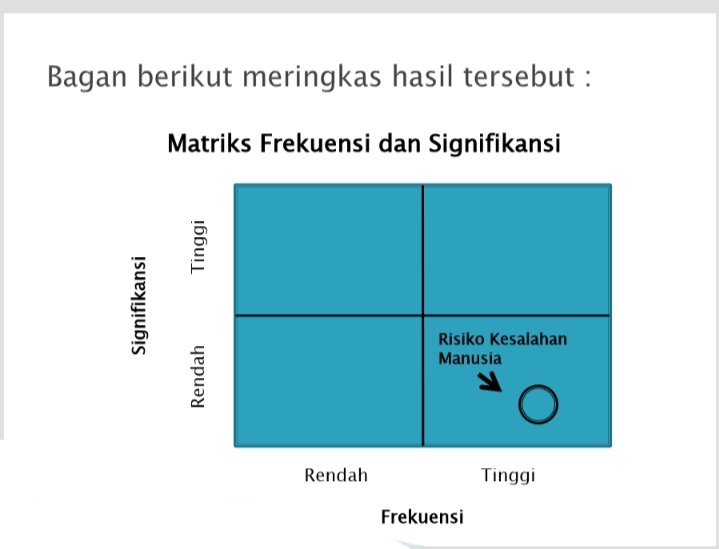 Bagan berikut meringkas hasil tersebut :
Matriks Frekuensi dan Signifikansi
Signifikansi
Tinggi
Rendah
Risiko Kesalahan
Manusia
Rendah
Tinggi
Frekuensi